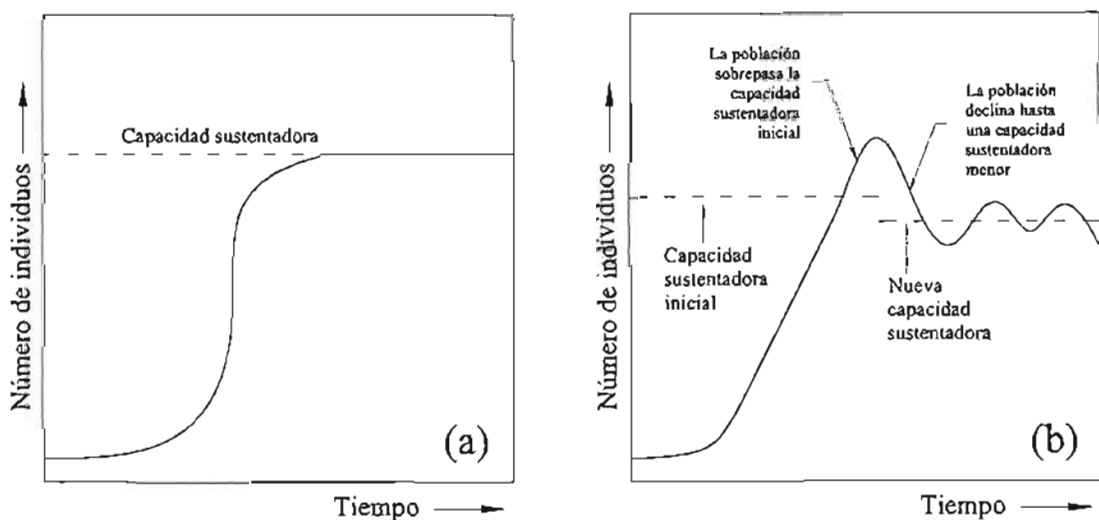 Número de individuos
Capacidad sustentadora
(a)
Tiempo
Número de individuos
La población
sobrepasa la
capacidad
sustentadora
inicial
La población
declina hasta
una capacidad
sustentadora
menor
Capacidad
sustentadora
inicial
Nueva
capacidad
sustentadora
(b)
Tiempo